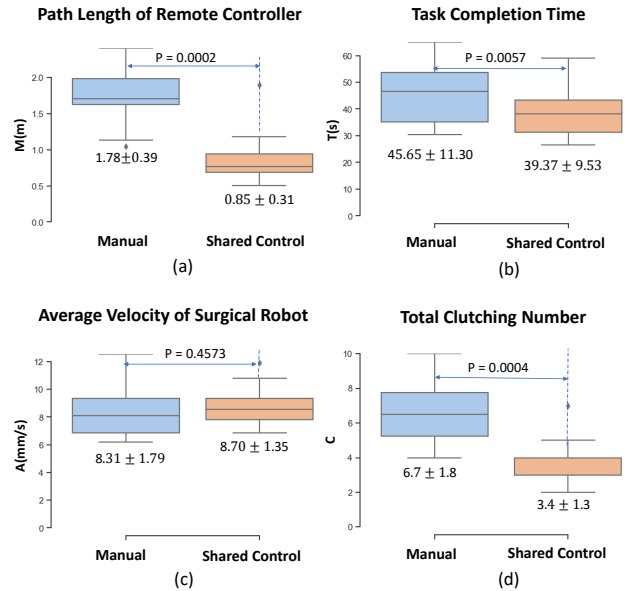 Path Length of Remote Controller
P = 0.0002
M(m)
2.0
1.5
1.0
0.5
0.0
1.78±0.39
0.85 ± 0.31
Manual
Shared Control
(a)
Task Completion Time
P = 0.0057
T(s)
60
50
40
30
20
10
0
45.65 ± 11.30
39.37 ± 9.53
Manual
Shared Control
(b)
Average Velocity of Surgical Robot
P = 0.4573
A(mm/s)
12
10
8
6
4
2
0
8.31 ± 1.79
8.70 ± 1.35
Manual
Shared Control
(c)
Total Clutching Number
P = 0.0004
C
10
8
6
4
2
0
6.7 ± 1.8
3.4 ± 1.3
Manual
Shared Control
(d)